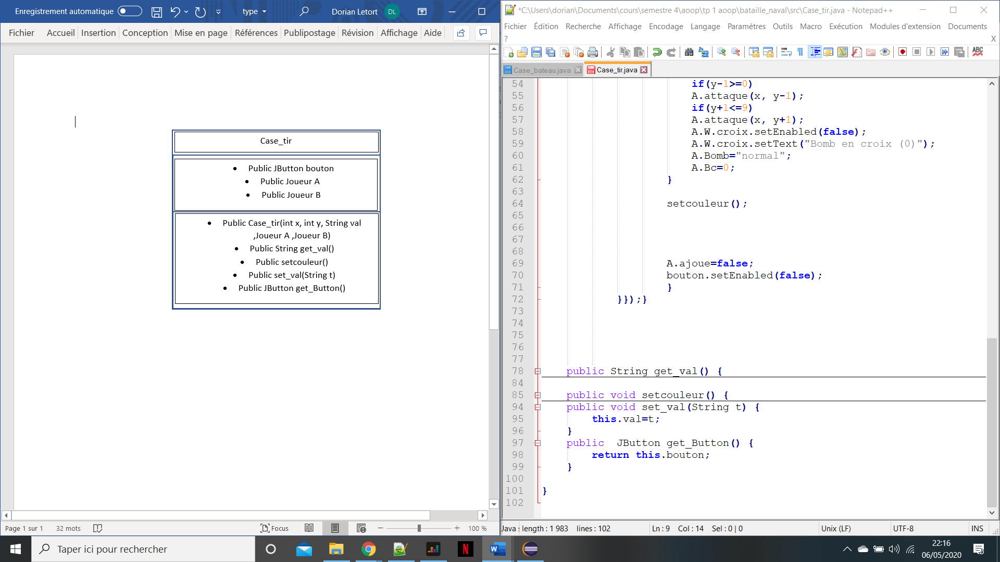 Enregistrement automatique
type
Dorian Letort
DL
Fichier Accueil Insertion Conception Mise en page Références Publipostage Révision Affichage Aide
Case_tir
• Public JButton bouton
• Public Joueur A
• Public Joueur B
• Public Case_tir(int x, int y, String val
,Joueur A ,Joueur B)
• Public String get_val()
• Public setcouleur()
• Public set_val(String t)
• Public JButton get_Button()
Page 1 sur 1 32 mots Focus 100 %
*C:\Users\dorian\Documents\cours\semestre 4\aoop\tp 1 aoop\bataille_naval\src\Case_tir.java - Notepad++
Fichier Édition Recherche Affichage Encodage Langage Paramètres Outils Macro Exécution Modules d'extension Documents
? X
ABC
Case_bateau.java Case_tir.java
54 if(y-1>=0)
55 A.attaque(x, y-1);
56 if(y+1<=9)
57 A.attaque(x, y+1);
58 A.W.croix.setEnabled(false);
59 A.W.croix.setText("Bomb en croix (0)");
60 A.Bomb="normal";
61 A.Bc=0;
62 }
63
64 setcouleur();
65
66
67
68
69 A.ajoue=false;
70 bouton.setEnabled(false);
71 }
72 }});}
73
74
75
76
77
78 public String get_val() {
84
85 public void setcouleur() {
94 public void set_val(String t) {
95 this.val=t;
96 }
97 public  JButton get_Button() {
98 return this.bouton;
99 }
100
101 }
102
Java s length : 1 983 lines : 102 Ln : 9 Col : 14 Sel : 0 | 0 Unix (LF) UTF-8 INS
Taper ici pour rechercher
N
W
22:16
06/05/2020